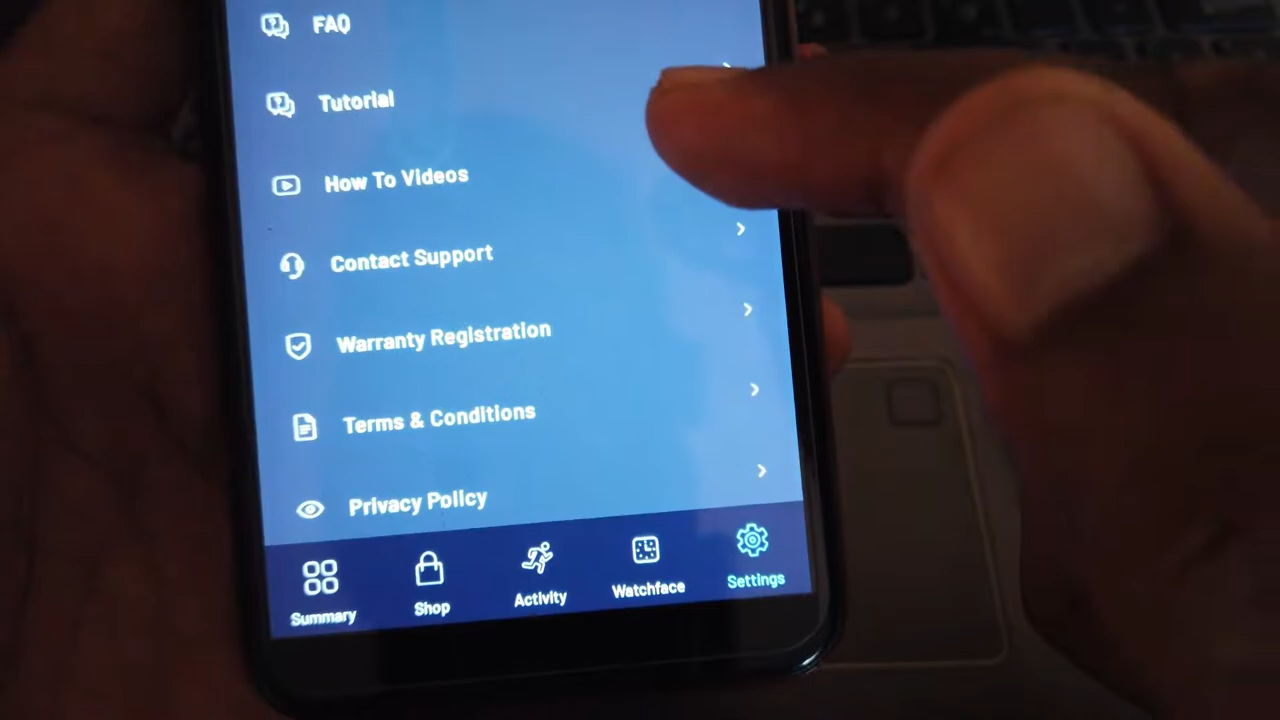 FAQ
Tutorial
How To Videos
Contact Support
Warranty Registration
Terms & Conditions
Privacy Policy
Summary
Shop
Activity
Watchface
Settings